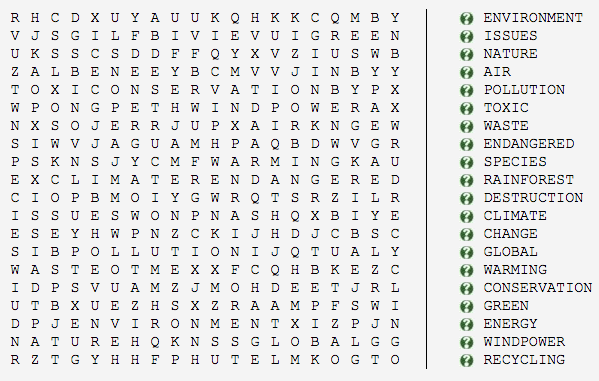 R H C D X U Y A U U K Q H K K C Q M B Y ENVIRONMENT
V J S G I L F B I V I E V U I G R E E N ISSUES
U K S S C S D D F F Q Y X V Z I U S W B NATURE
Z A L B E N E E Y B C M V V J I N B Y Y AIR
T O X I C O N S E R V A T I O N B Y P X POLLUTION
W P O N G P E T H W I N D P O W E R A X TOXIC
N X S O J E R R J U P X A I R K N G E W WASTE
S I W V J A G U A M H P A Q B D W V G R ENDANGERED
P S K N S J Y C M F W A R M I N G K A U SPECIES
E X C L I M A T E R E N D A N G E R E D RAINFOREST
C I O P B M O I Y G W R Q T S R Z I L R DESTRUCTION
I S S U E S W O N P N A S H Q X B I Y E CLIMATE
E S E Y H W P N Z C K I J H D J C B S C CHANGE
S I B P O L L U T I O N I J Q T U A L Y GLOBAL
W A S T E O T M E X X F C Q H B K E Z C WARMING
I D P S V U A M Z J M O H D E E T J R L CONSERVATION
U T B X U E Z H S X Z R A A M P F S W I GREEN
D P J E N V I R O N M E N T X I Z P J N ENERGY
N A T U R E H Q K N S S G L O B A L G G WINDPOWER
R Z T G Y H H F P H U T E L M K O G T O RECYCLING